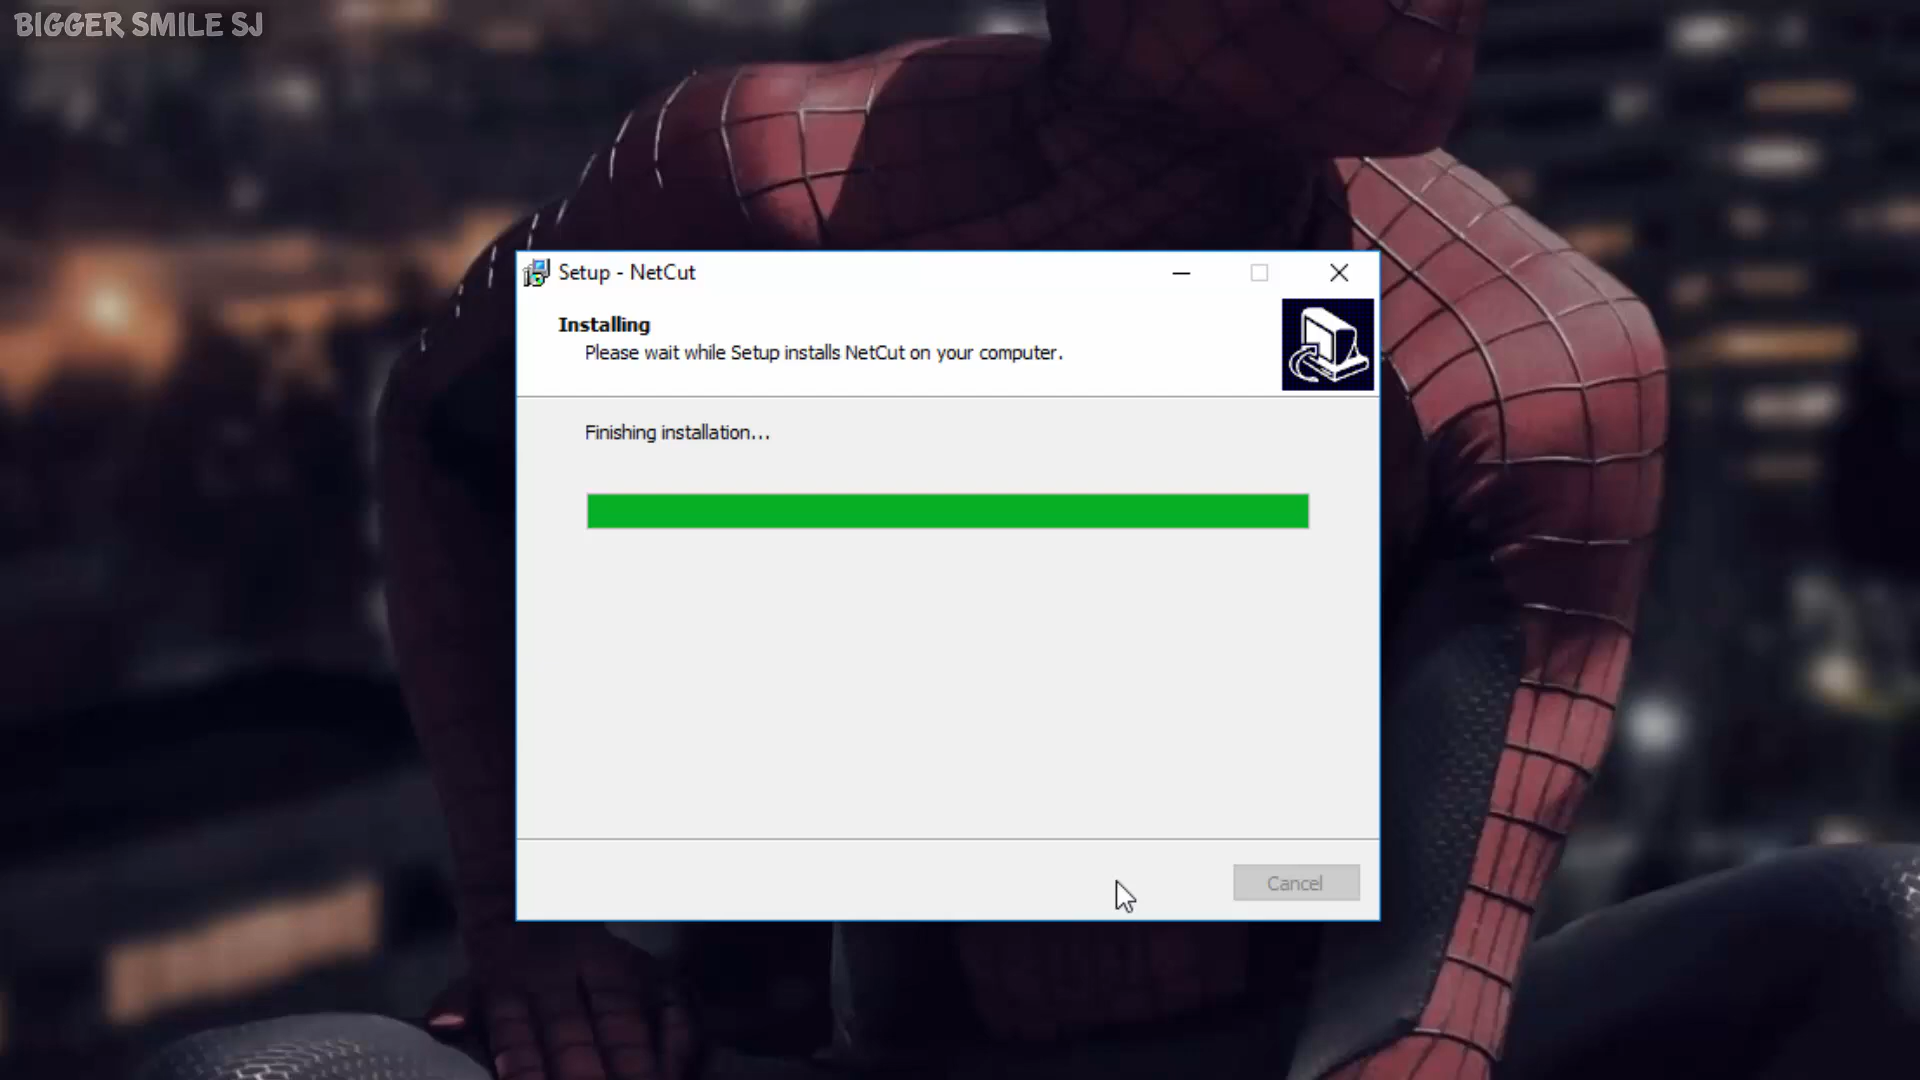 BIGGER SMILE SJ
Setup - NetCut
Installing
Please wait while Setup installs NetCut on your computer.
Finishing installation...
Cancel